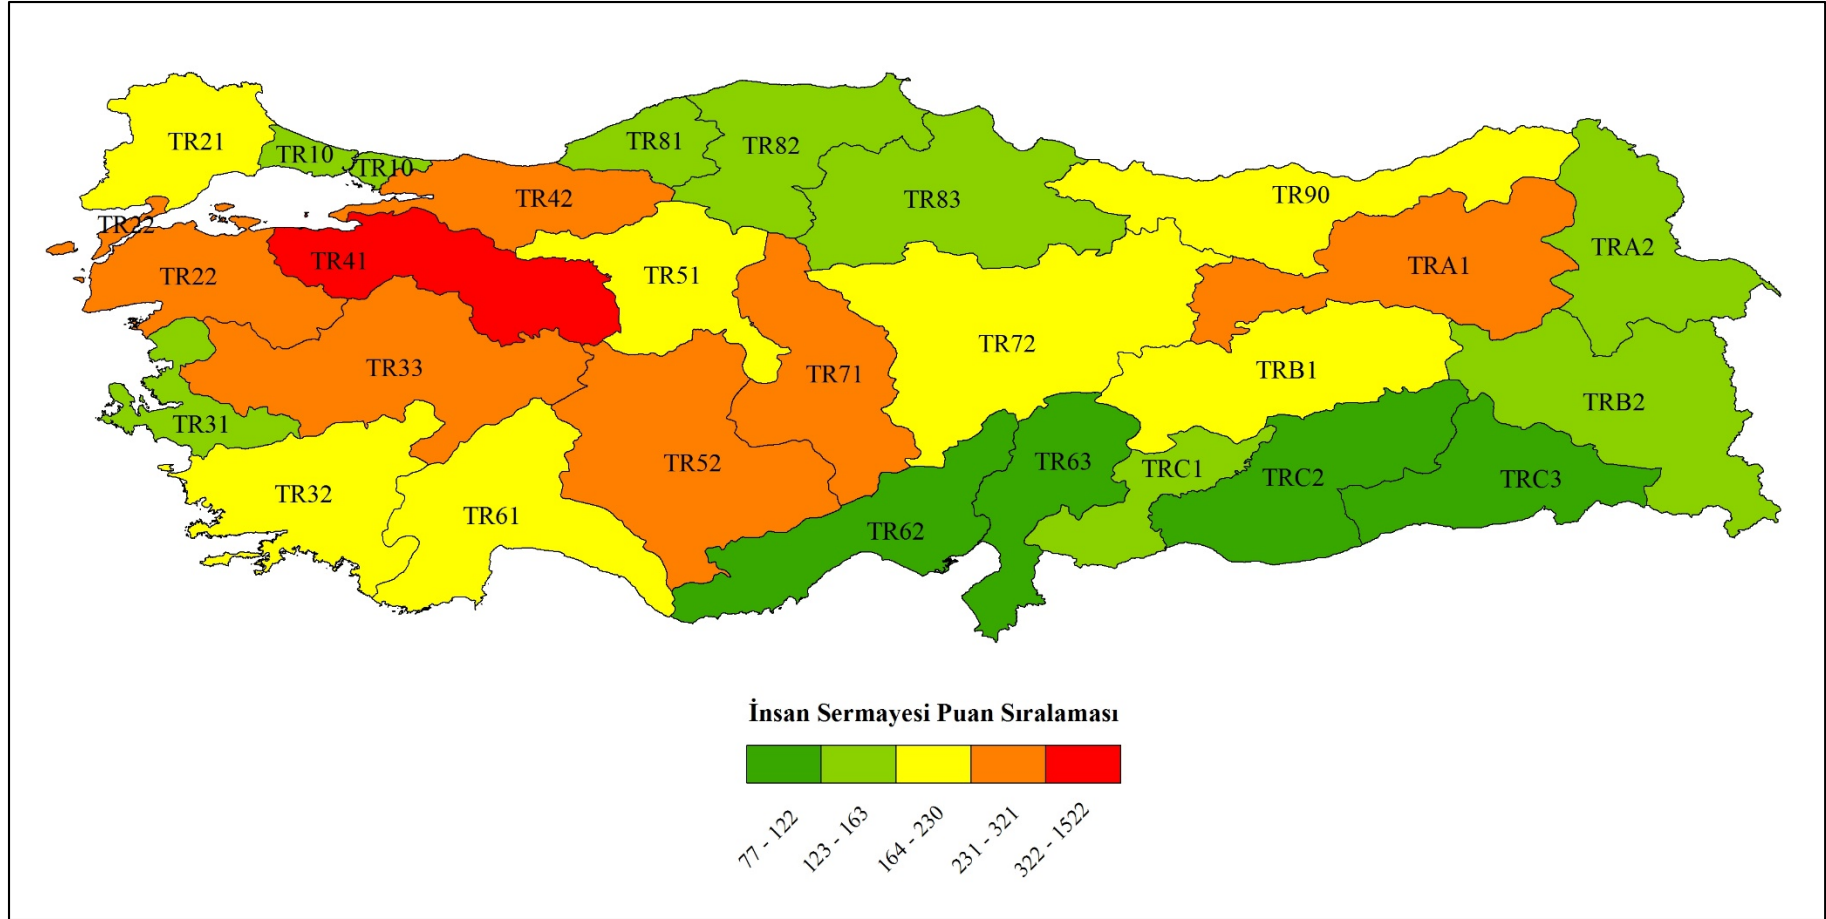 TR21
TR10
TR10
TR81
TR82
TR42
TR83
TR90
TR22
TR22
TR41
TR51
TRA1
TRA2
TR33
TR71
TR72
TRB1
TRB2
TR31
TR52
TR63
TRC1
TRC2
TRC3
TR32
TR61
TR62
İnsan Sermayesi Puan Sıralaması
77 - 122
123 - 163
164 - 230
231 - 321
322 - 1522